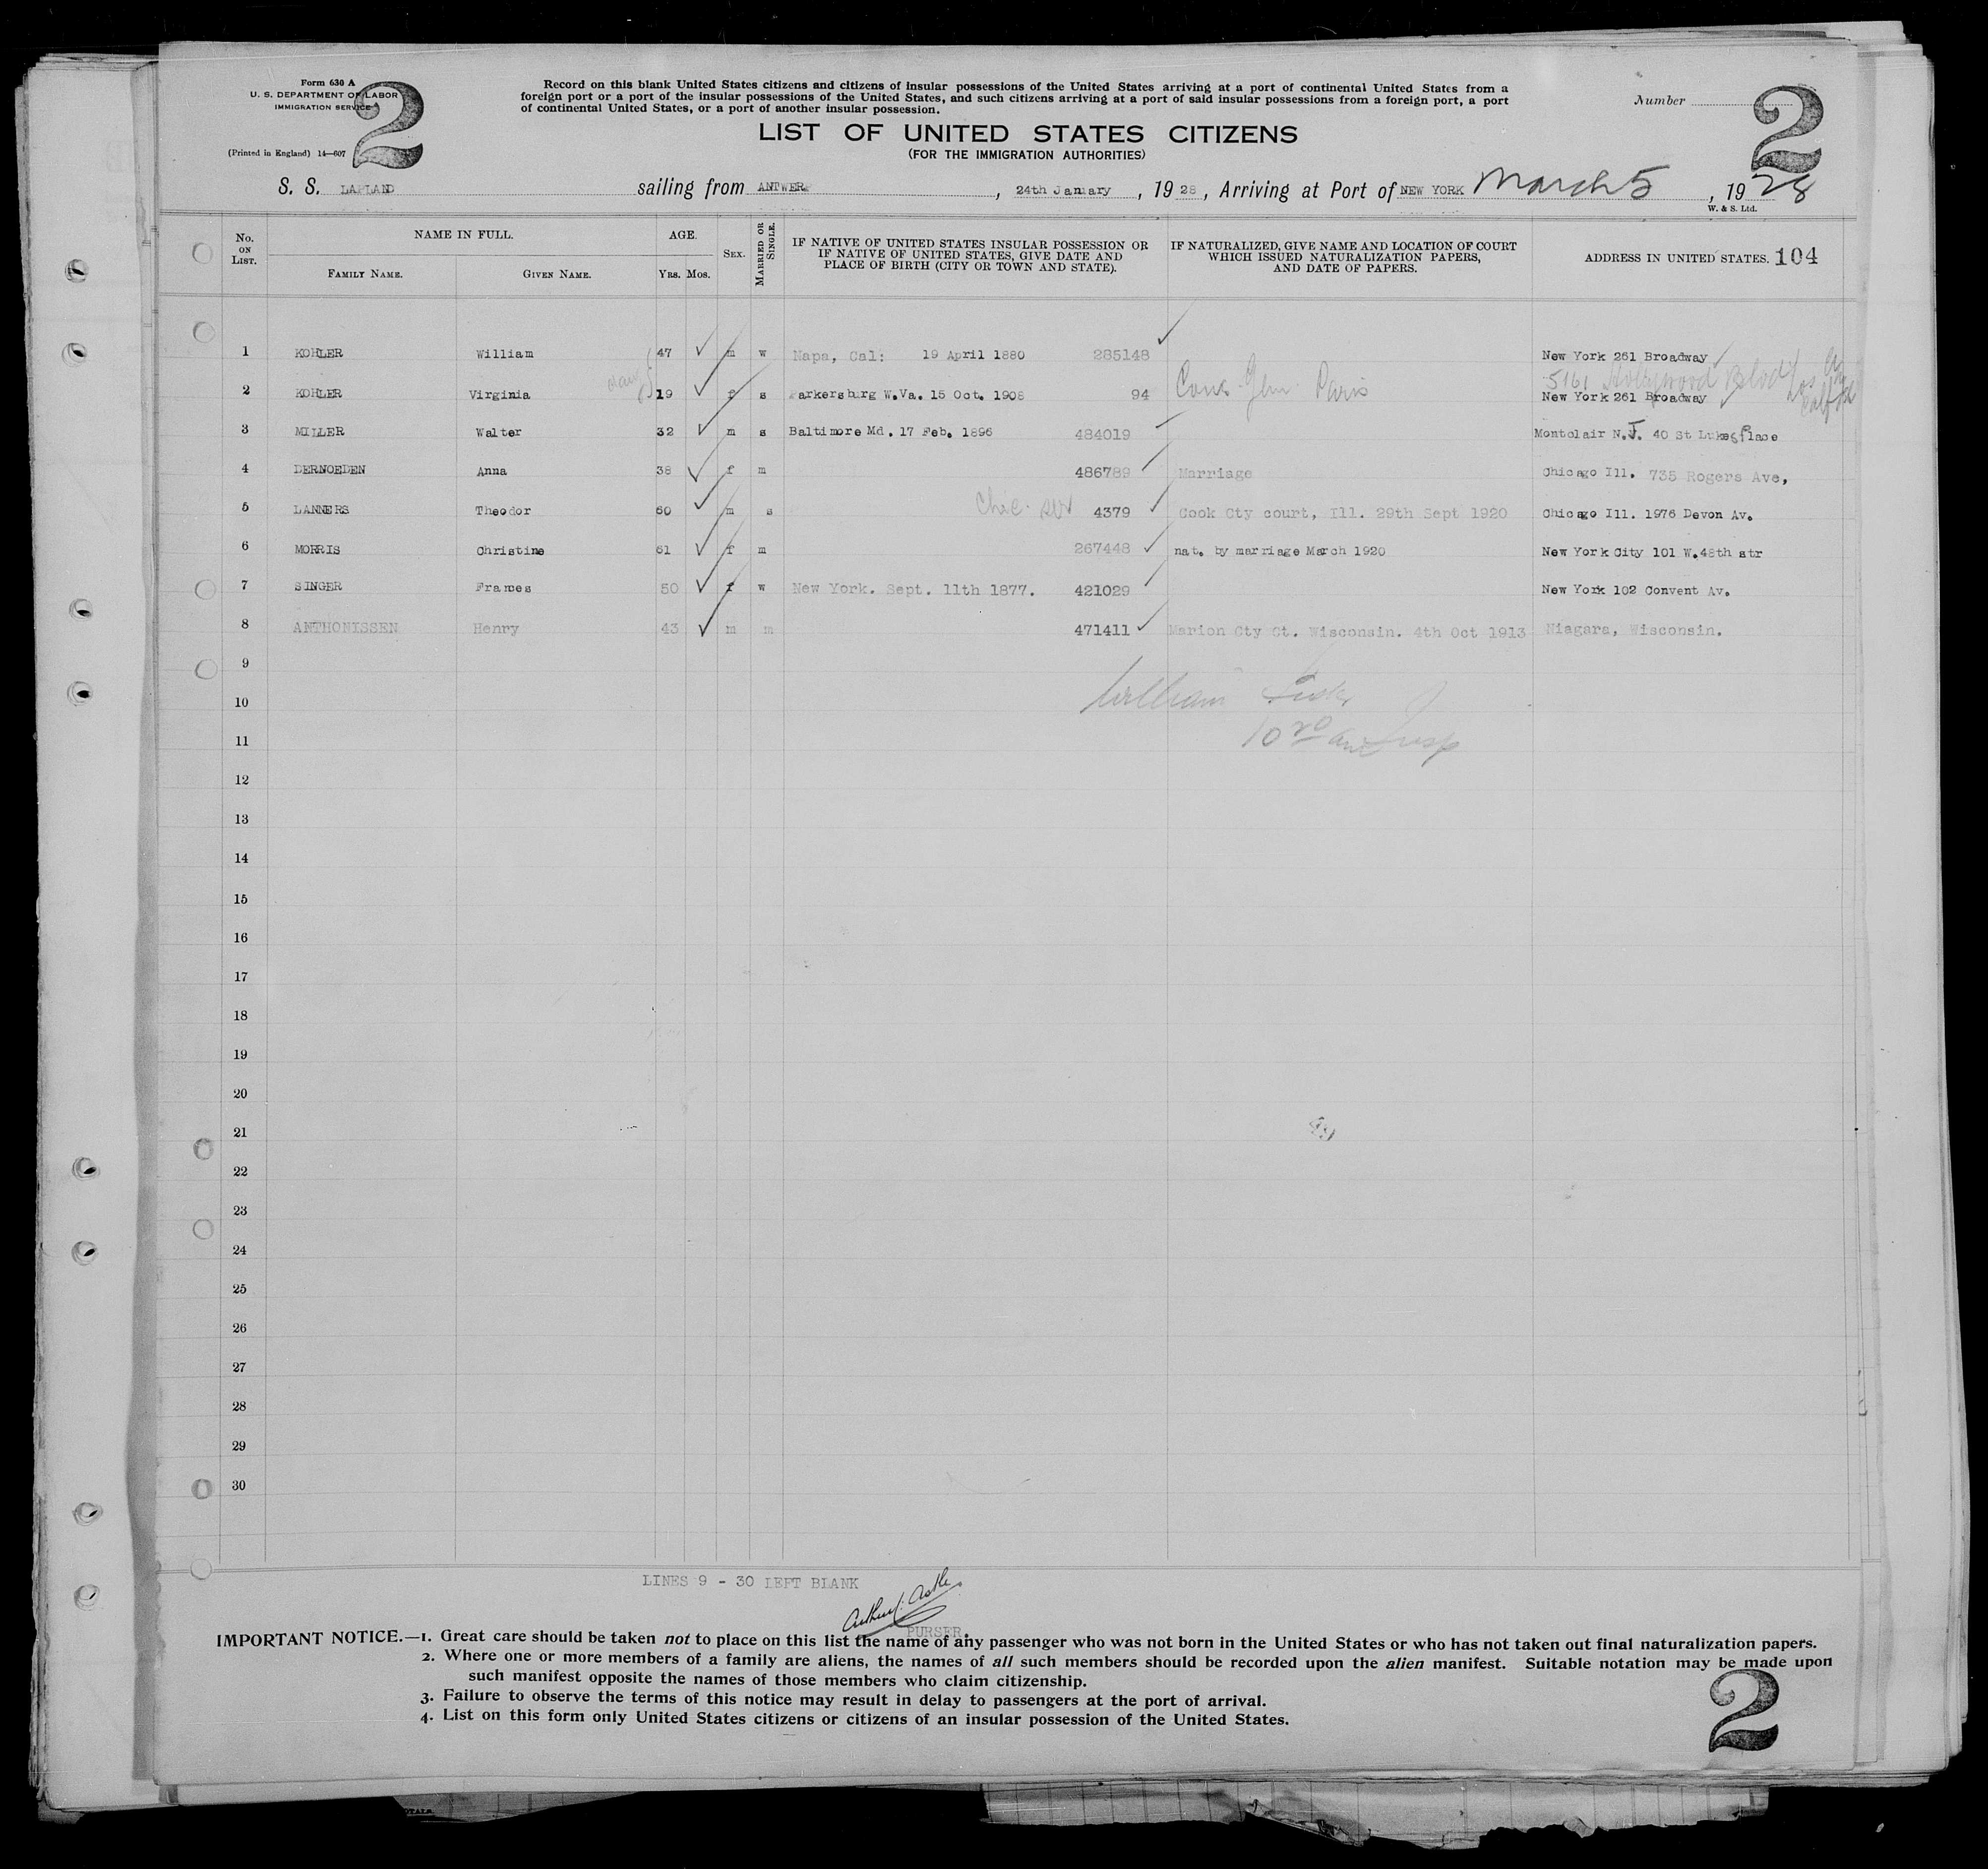 Form 630 A
U. S. DEPARTMENT OF LABOR
IMMIGRATION SERVICE
(Printed in England) 14—607
2
Record on this blank United States citizens and citizens of insular possessions of the United States arriving at a port of continental United States from a
foreign port or a port of the insular possessions of the United States, and such citizens arriving at a port of said insular possessions from a foreign port, a port
of continental United States, or a port of another insular possession.
Number
2
LIST OF UNITED STATES CITIZENS
(FOR THE IMMIGRATION AUTHORITIES)
S. S. LAPLAND sailing from ANTWER, 24th January, 1928, Arriving at Port of NEW YORK March 5, 1928
W. & S. Ltd.
No. ON LIST. NAME IN FULL. FAMILY NAME. GIVEN NAME. AGE. YRS. MOS. SEX. MARRIED OR SINGLE. IF NATIVE OF UNITED STATES INSULAR POSSESSION OR IF NATIVE OF UNITED STATES, GIVE DATE AND PLACE OF BIRTH (CITY OR TOWN AND STATE). IF NATURALIZED, GIVE NAME AND LOCATION OF COURT WHICH ISSUED NATURALIZATION PAPERS, AND DATE OF PAPERS. ADDRESS IN UNITED STATES. 104
1 KOHLER William 47 m w Napa, Cal: 19 April 1880 285148 New York 261 Broadway
5161 Hollywood Blvd Los
2 KOHLER Virginia 19 f s Parkersburg W.Va. 15 Oct. 1908 94 Cons Gen Paris New York 261 Broadway Calif
3 MILLER Walter 32 m s Baltimore Md. 17 Feb. 1896 484019 Montclair N.J. 40 St Lukes Place
4 DERNOEDEN Anna 38 f m 486789 Marriage Chicago Ill. 735 Rogers Ave,
5 LANNERS Theodor 60 m s Chic. 4379 Cook Cty court, Ill. 29th Sept 1920 Chicago Ill. 1976 Devon Av.
6 MORRIS Christine 61 f m 267448 nat. by marriage March 1920 New York City 101 W.48th str
7 SINGER Frames 50 f w New York. Sept. 11th 1877. 421029 New York 102 Convent Av.
8 ANTHONISSEN Henry 43 m m 471411 Marion Cty Ct. Wisconsin. 4th Oct 1913 Niagara, Wisconsin.
9
10 William
11
12
13
14
15
16
17
18
19
20
21
22
23
24
25
26
27
28
29
30
LINES 9 - 30 LEFT BLANK
PURSER.
IMPORTANT NOTICE.—1. Great care should be taken not to place on this list the name of any passenger who was not born in the United States or who has not taken out final naturalization papers.
2. Where one or more members of a family are aliens, the names of all such members should be recorded upon the alien manifest. Suitable notation may be made upon
such manifest opposite the names of those members who claim citizenship.
3. Failure to observe the terms of this notice may result in delay to passengers at the port of arrival.
4. List on this form only United States citizens or citizens of an insular possession of the United States.
2